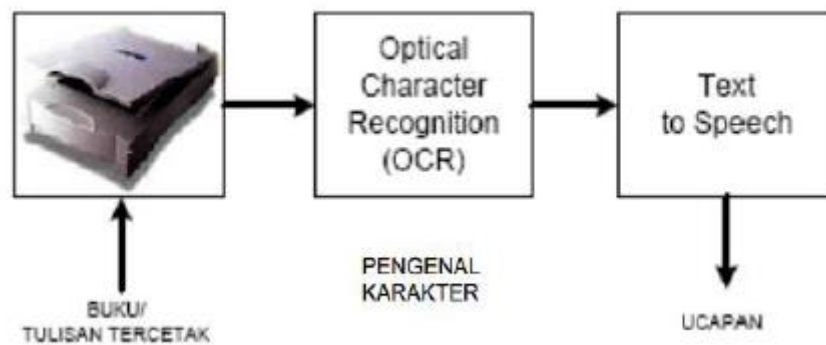 Optical
Character
Recognition
(OCR)
Text
to Speech
PENGENAL
KARAKTER
BUKU/
TULISAN TERCETAK
UCAPAN